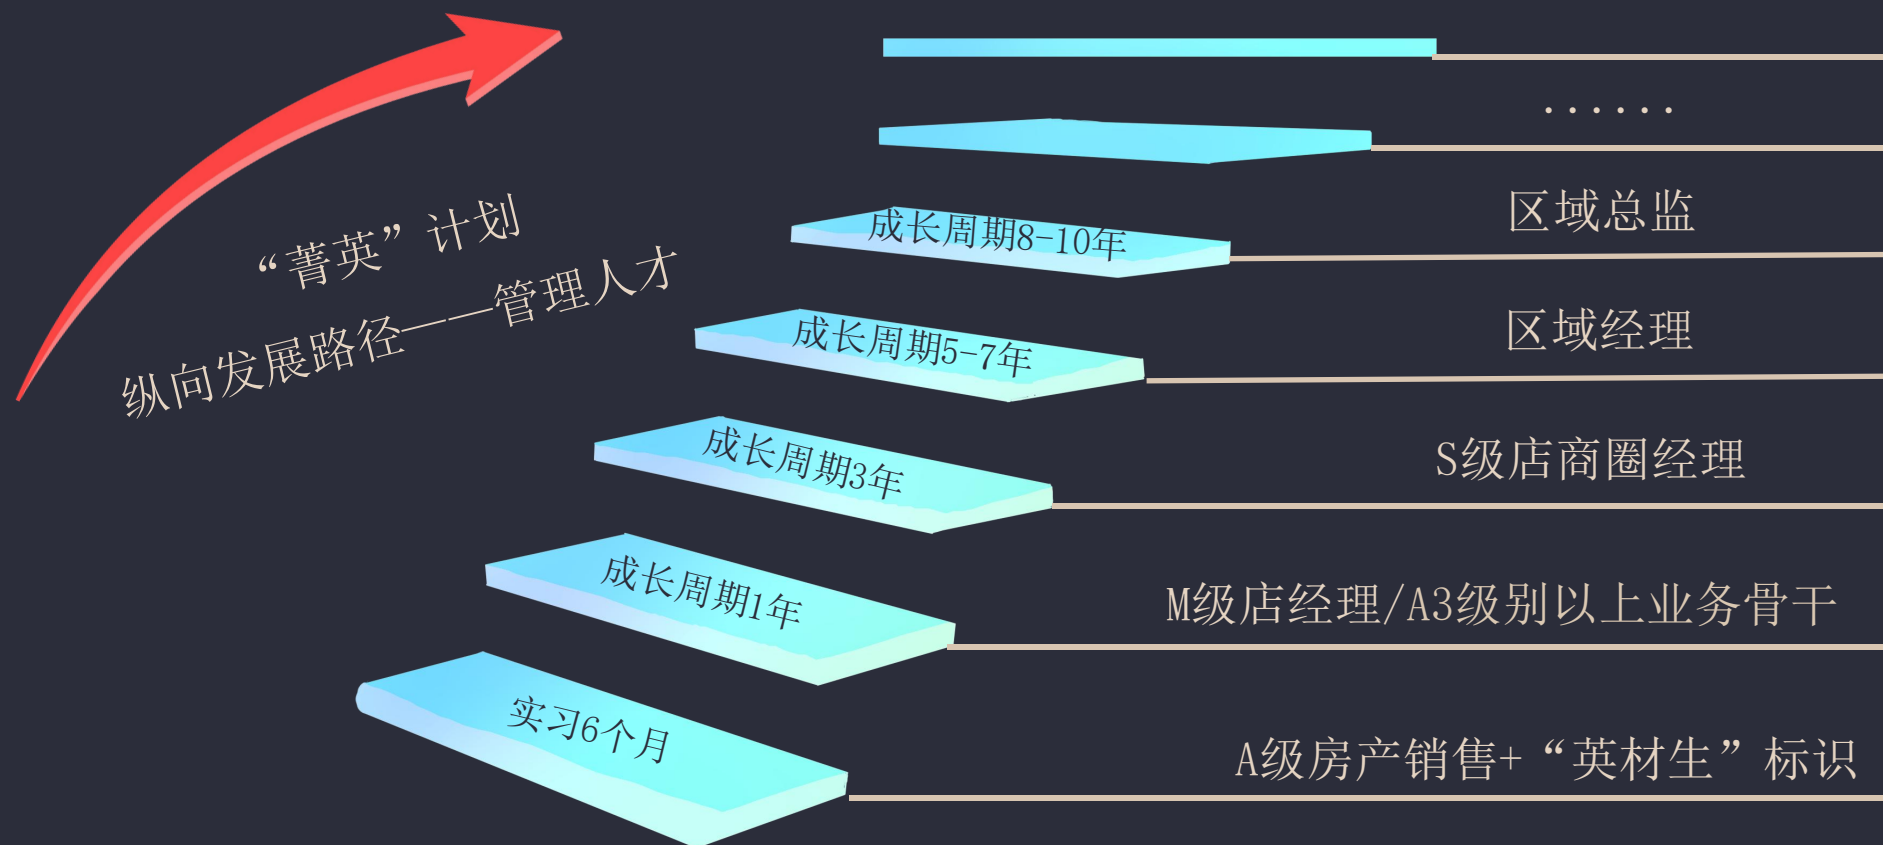 “菁英”计划
纵向发展路径——管理人才
......
成长周期8-10年
区域总监
成长周期5-7年
区域经理
成长周期3年
S级店商圈经理
成长周期1年
M级店经理/A3级别以上业务骨干
实习6个月
A级房产销售+“英材生”标识